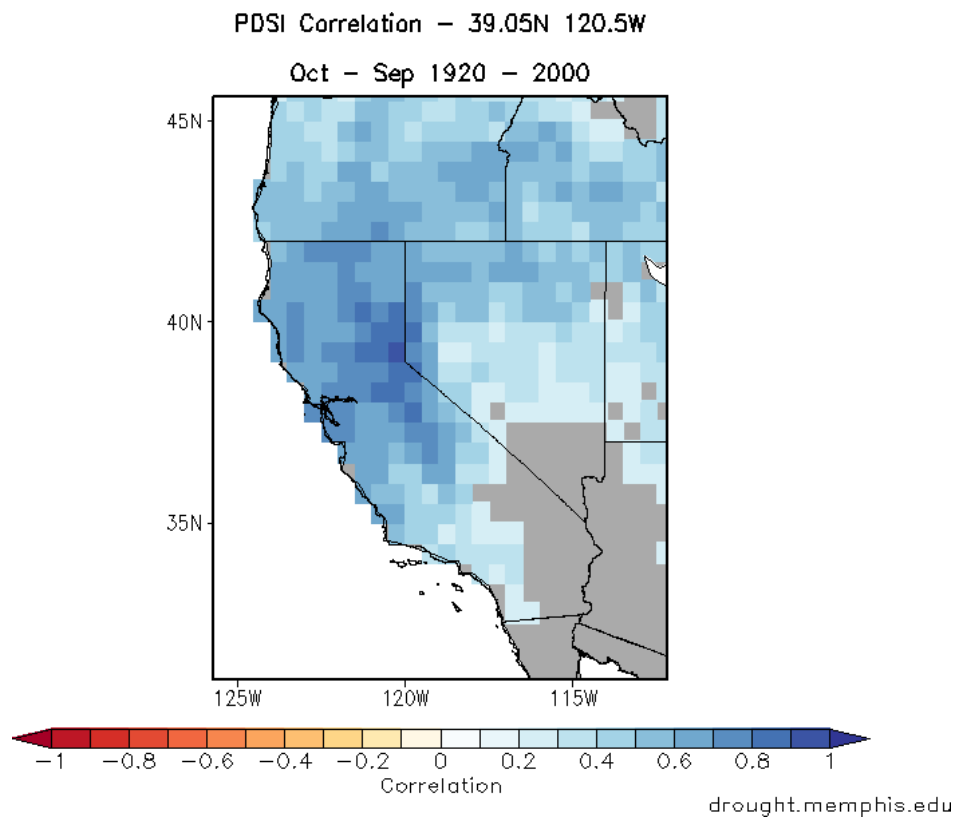 PDSI Correlation – 39.05N 120.5W
Oct – Sep 1920 – 2000
45N
40N
35N
125W 120W 115W
−1 −0.8 −0.6 −0.4 −0.2 0 0.2 0.4 0.6 0.8 1
Correlation
drought.memphis.edu